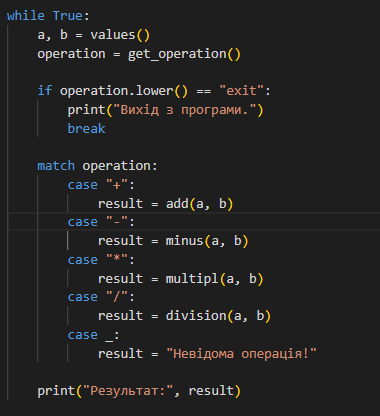 while True:
    a, b = values()
    operation = get_operation()

    if operation.lower() == "exit":
        print("Вихід з програми.")
        break

    match operation:
        case "+":
            result = add(a, b)
        case "-":
            result = minus(a, b)
        case "*":
            result = multipl(a, b)
        case "/":
            result = division(a, b)
        case _:
            result = "Невідома операція!"

    print("Результат:", result)